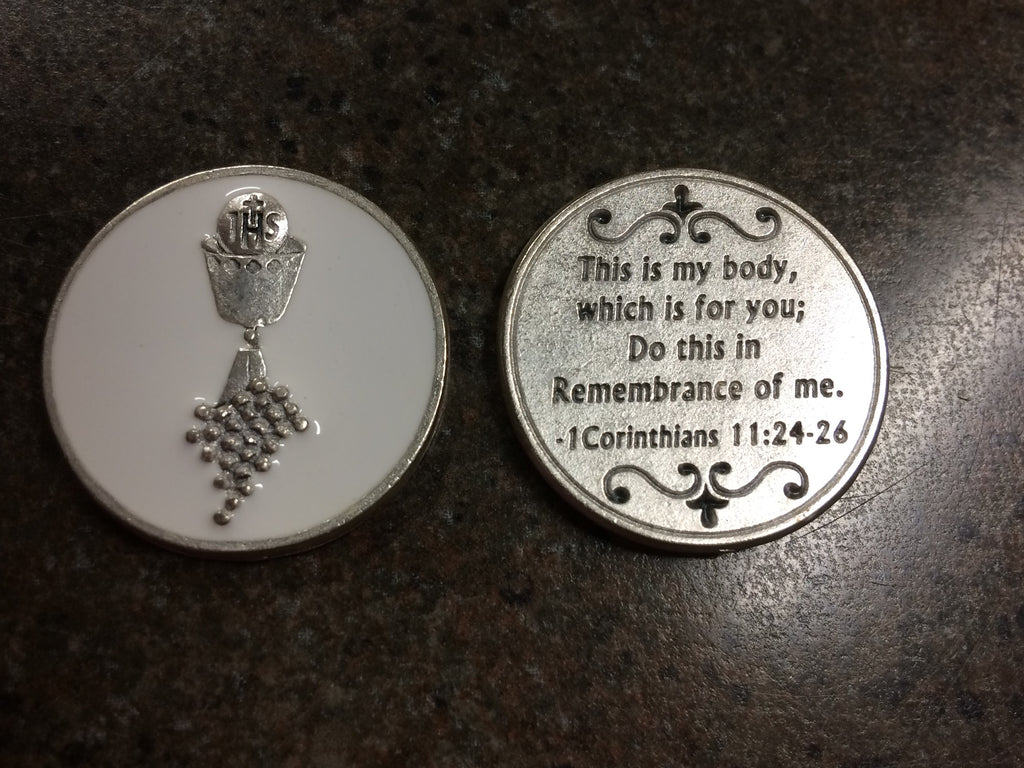 IHS
This is my body,
which is for you;
Do this in
Remembrance of me.
-1Corinthians 11:24-26